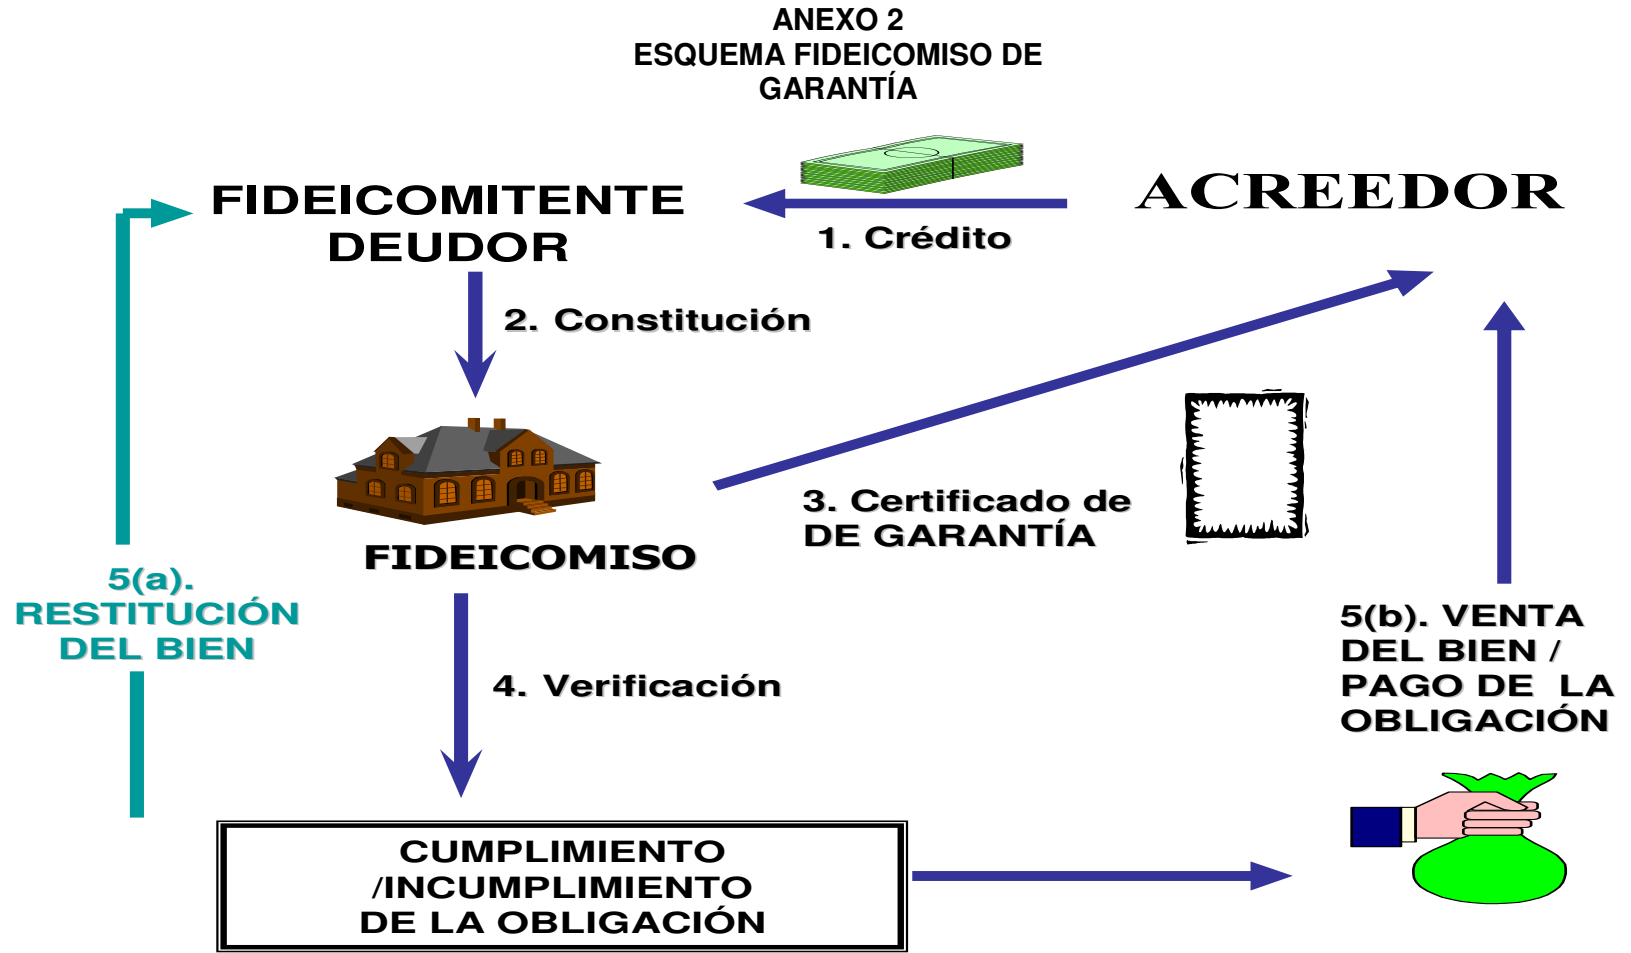 ANEXO 2
ESQUEMA FIDEICOMISO DE
GARANTÍA
FIDEICOMITENTE
DEUDOR
ACREEDOR
1. Crédito
2. Constitución
3. Certificado de
DE GARANTÍA
FIDEICOMISO
5(a).
RESTITUCIÓN
DEL BIEN
4. Verificación
5(b). VENTA
DEL BIEN /
PAGO DE LA
OBLIGACIÓN
CUMPLIMIENTO
/INCUMPLIMIENTO
DE LA OBLIGACIÓN